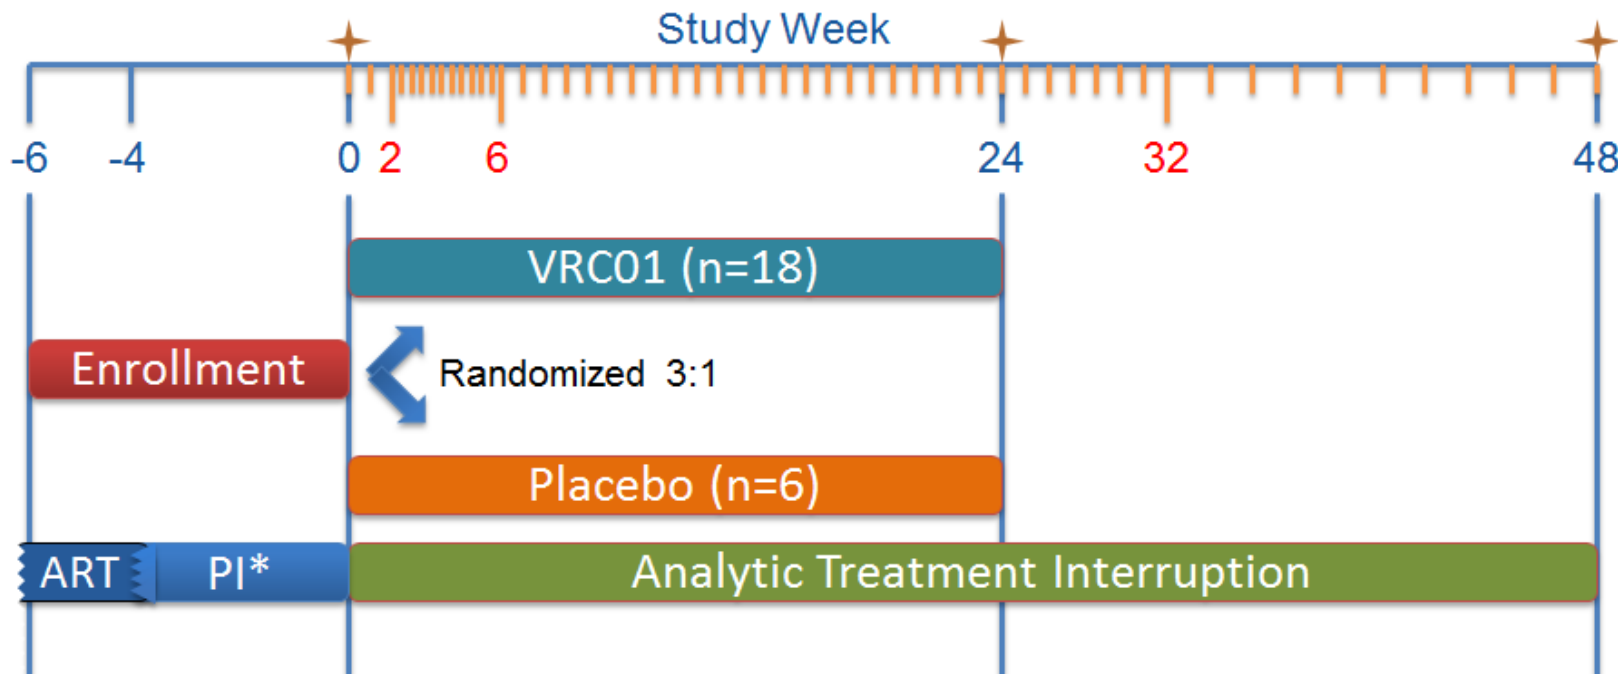 Study Week
-6 -4 0 2 6 24 32 48
VRC01 (n=18)
Enrollment
Randomized 3:1
Placebo (n=6)
ART PI* Analytic Treatment Interruption